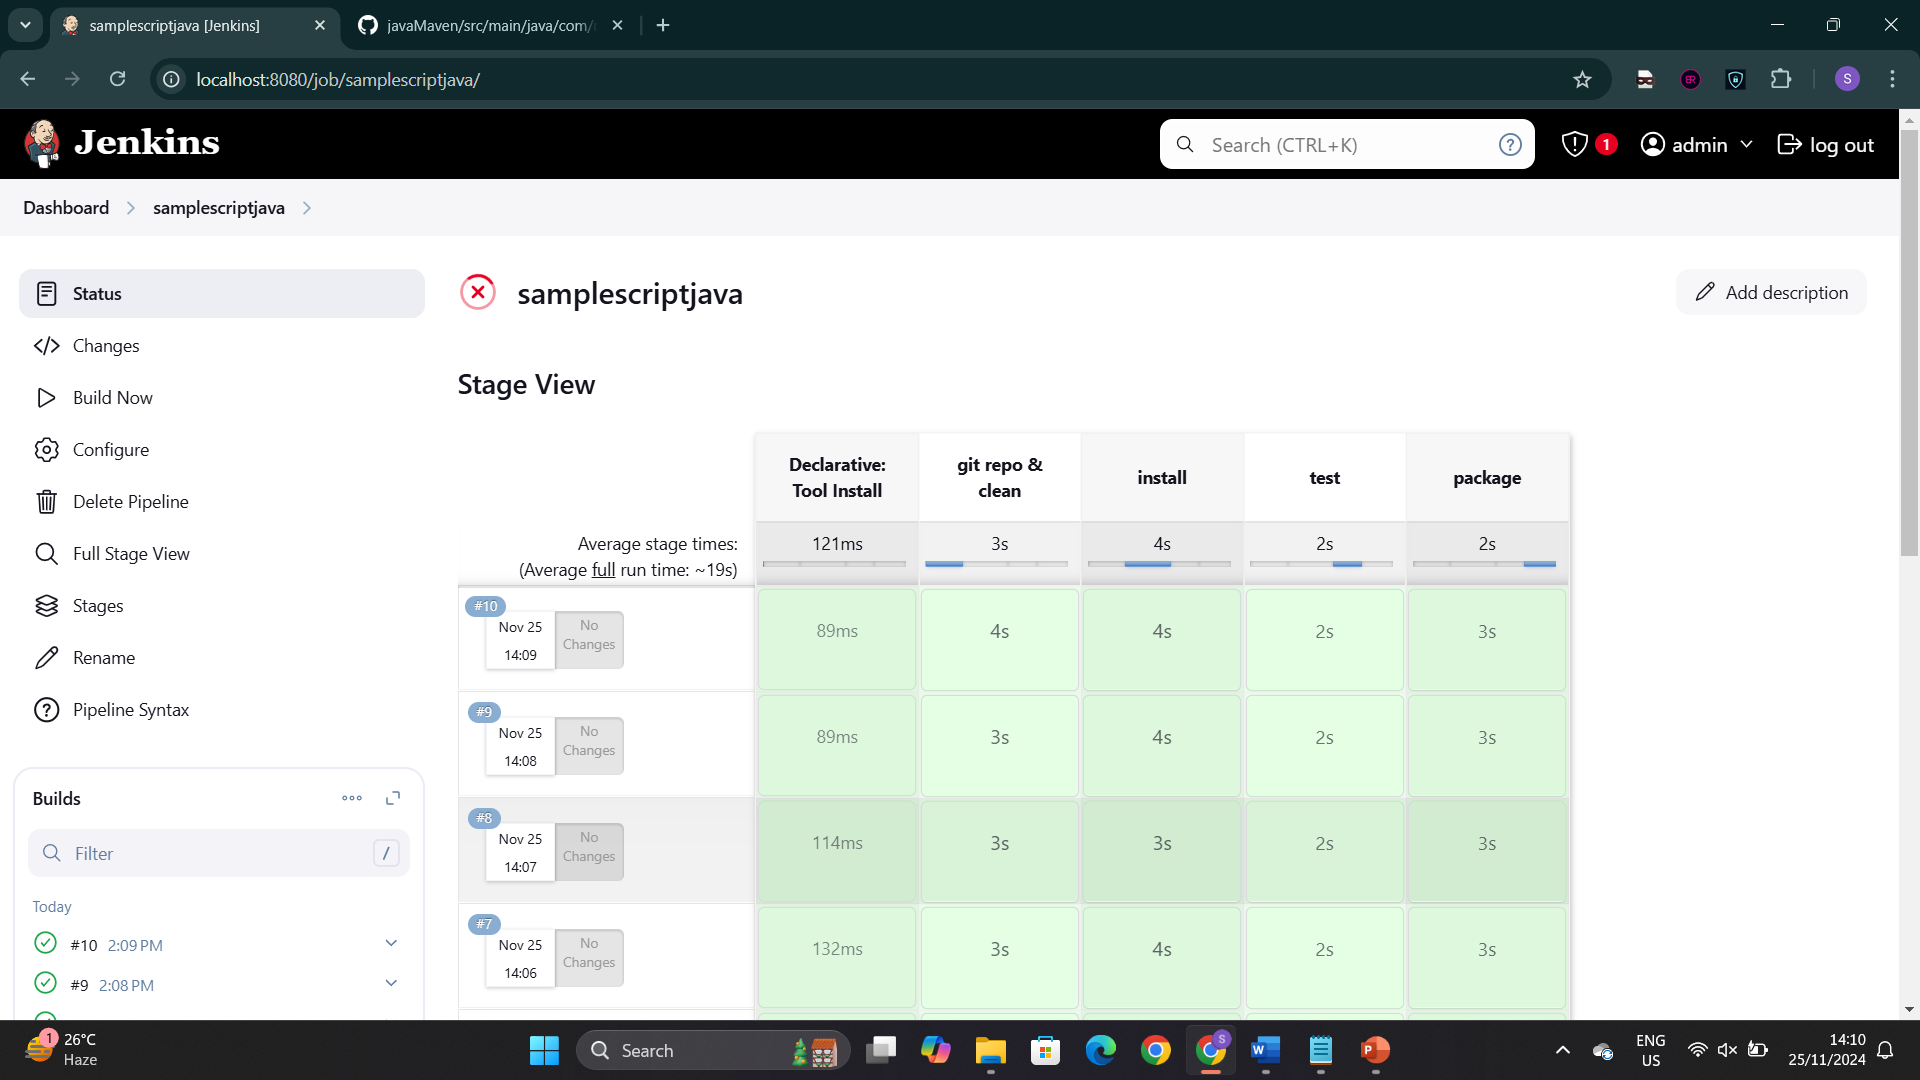 samplescriptjava [Jenkins]
javaMaven/src/main/java/com/
localhost:8080/job/samplescriptjava/
S
Jenkins
Search (CTRL+K)
?
1
admin
log out
Dashboard
samplescriptjava
Status
Changes
Build Now
Configure
Delete Pipeline
Full Stage View
Stages
Rename
Pipeline Syntax
Builds
Filter
/
Today
#10 2:09 PM
#9 2:08 PM
samplescriptjava
Add description
Stage View
Declarative:
Tool Install
git repo &
clean
install
test
package
Average stage times:
(Average full run time: ~19s)
121ms
3s
4s
2s
2s
#10
Nov 25
14:09
No
Changes
89ms
4s
4s
2s
3s
#9
Nov 25
14:08
No
Changes
89ms
3s
4s
2s
3s
#8
Nov 25
14:07
No
Changes
114ms
3s
3s
2s
3s
#7
Nov 25
14:06
No
Changes
132ms
3s
4s
2s
3s
1
26°C
Haze
Search
S
W
P
ENG
US
14:10
25/11/2024